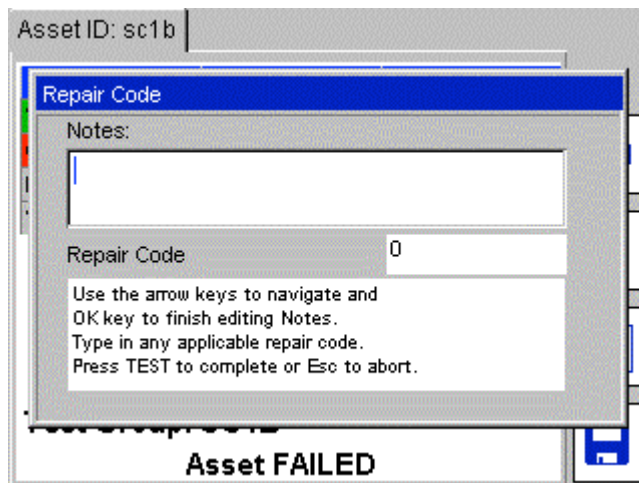 Asset ID: sc1b
Repair Code
Notes:
Repair Code
0
Use the arrow keys to navigate and
OK key to finish editing Notes.
Type in any applicable repair code.
Press TEST to complete or Esc to abort.
Asset FAILED